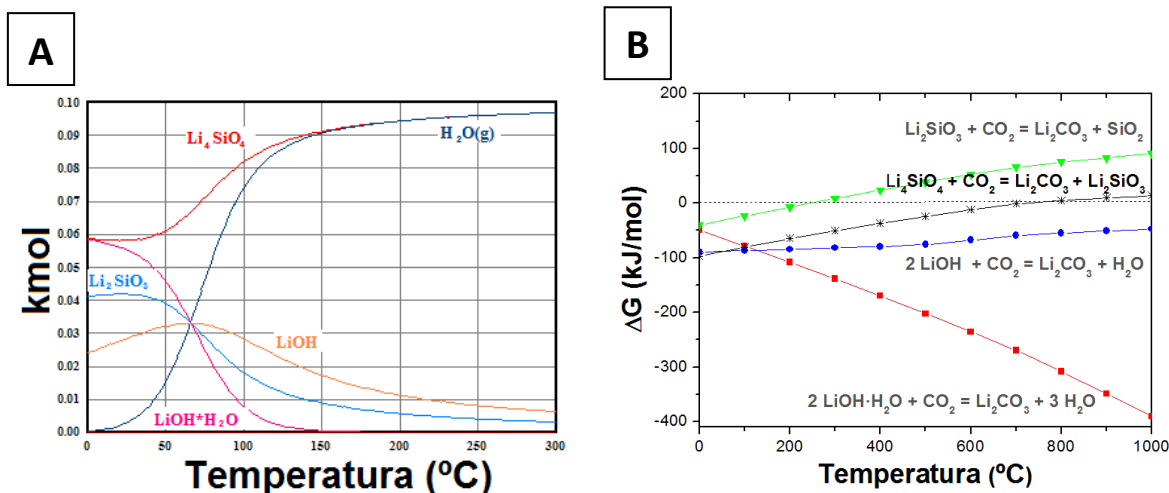 A
0.10
0.09
0.08
0.07
0.06
0.05
0.04
0.03
0.02
0.01
0.00
kmol
Li₄SiO₄
H₂O(g)
Li₂SiO₃
LiOH
LiOH*H₂O
0
50
100
150
200
250
300
Temperatura (ºC)
B
200
100
0
-100
-200
-300
-400
ΔG (kJ/mol)
Li₂SiO₃ + CO₂ = Li₂CO₃ + SiO₂
Li₄SiO₄ + CO₂ = Li₂CO₃ + Li₂SiO₃
2 LiOH + CO₂ = Li₂CO₃ + H₂O
2 LiOH·H₂O + CO₂ = Li₂CO₃ + 3 H₂O
0
200
400
600
800
1000
Temperatura (ºC)